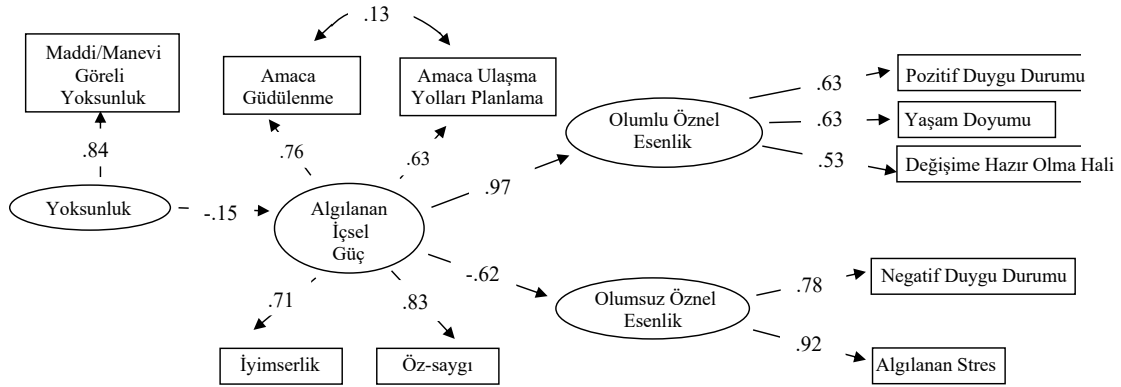 .13
Maddi/Manevi
Göreli
Yoksunluk
Amaca
Güdülenme
Amaca Ulaşma
Yolları Planlama
Pozitif Duygu Durumu
.63
Olumlu Öznel
Esenlik
.63
Yaşam Doyumu
.84
.76
.63
.53
Değişime Hazır Olma Hali
.97
Yoksunluk
-.15
Algılanan
İçsel
Güç
-.62
Negatif Duygu Durumu
.78
.71
.83
Olumsuz Öznel
Esenlik
.92
İyimserlik
Öz-saygı
Algılanan Stres